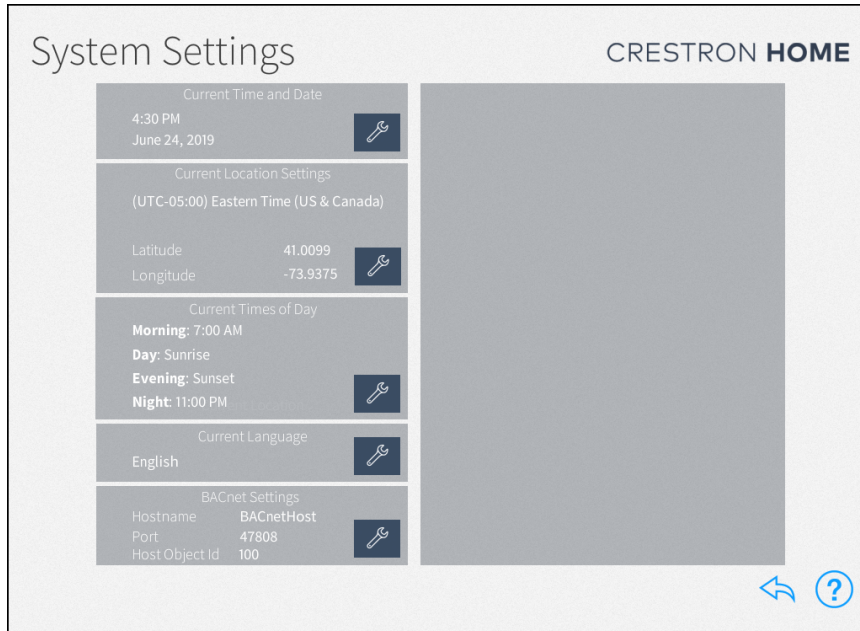 System Settings
CRESTRON HOME
Current Time and Date
4:30 PM
June 24, 2019
Current Location Settings
(UTC-05:00) Eastern Time (US & Canada)
Latitude 41.0099
Longitude -73.9375
Current Times of Day
Morning: 7:00 AM
Day: Sunrise
Evening: Sunset
Night: 11:00 PM
Current Language
English
BACnet Settings
Hostname BACnetHost
Port 47808
Host Object Id 100
?